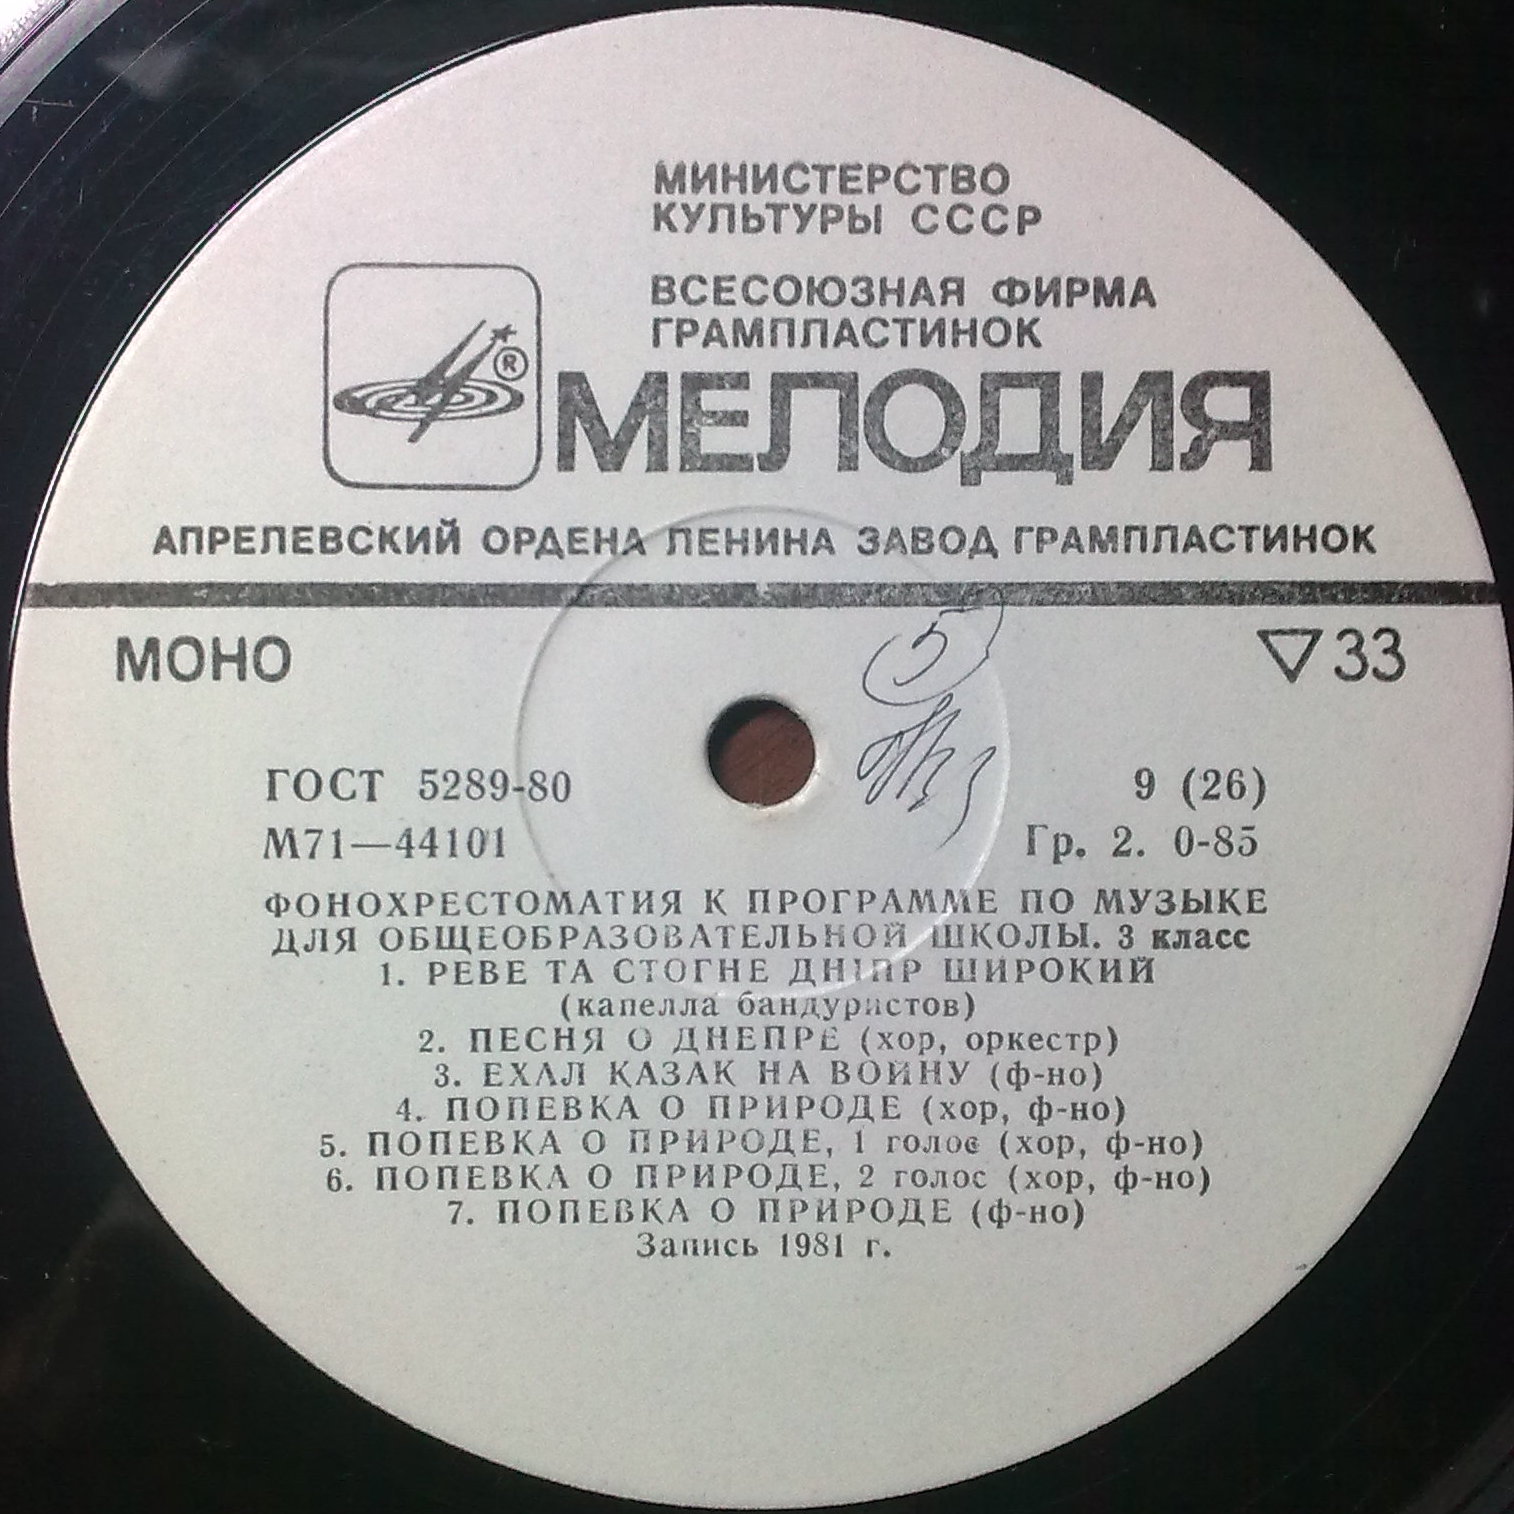 МИНИСТЕРСТВО
КУЛЬТУРЫ СССР
ВСЕСОЮЗНАЯ ФИРМА
ГРАМПЛАСТИНОК
®
МЕЛОДИЯ
АПРЕЛЕВСКИЙ ОРДЕНА ЛЕНИНА ЗАВОД ГРАМПЛАСТИНОК
МОНО
▽33
5
ГОСТ 5289-80
9 (26)
М71—44101
Гр. 2. 0-85
ФОНОХРЕСТОМАТИЯ К ПРОГРАММЕ ПО МУЗЫКЕ
ДЛЯ ОБЩЕОБРАЗОВАТЕЛЬНОЙ ШКОЛЫ. 3 класс
1. РЕВЕ ТА СТОГНЕ ДНІПР ШИРОКИЙ
(капелла бандуристов)
2. ПЕСНЯ О ДНЕПРЕ (хор, оркестр)
3. ЕХАЛ КАЗАК НА ВОЙНУ (ф-но)
4. ПОПЕВКА О ПРИРОДЕ (хор, ф-но)
5. ПОПЕВКА О ПРИРОДЕ, 1 голос (хор, ф-но)
6. ПОПЕВКА О ПРИРОДЕ, 2 голос (хор, ф-но)
7. ПОПЕВКА О ПРИРОДЕ (ф-но)
Запись 1981 г.